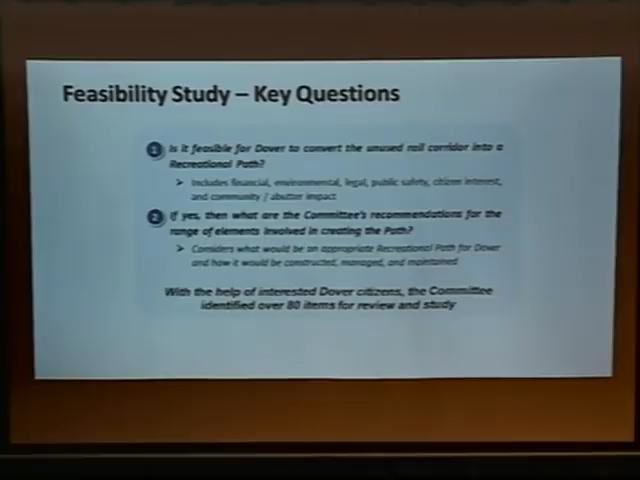 Feasibility Study – Key Questions
1 Is it feasible for Dover to convert the unused rail corridor into a
Recreational Path?
➢ Includes financial, environmental, legal, public safety, citizen interest,
and community / abutter impact
2 If yes, then what are the Committee's recommendations for the
range of elements involved in creating the Path?
➢ Considers what would be an appropriate Recreational Path for Dover
and how it would be constructed, managed, and maintained
With the help of interested Dover citizens, the Committee
identified over 80 items for review and study